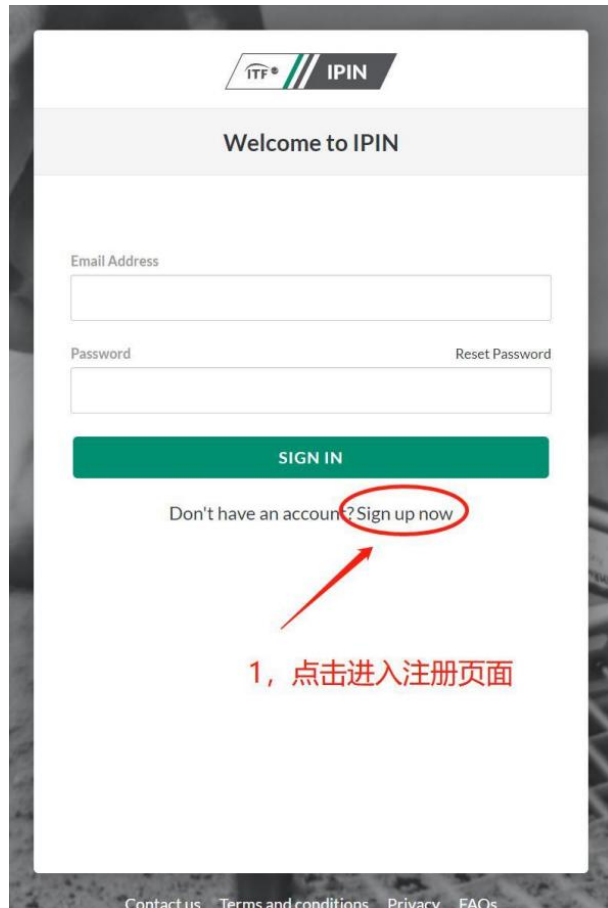 ITF® IPIN
Welcome to IPIN
Email Address
Password Reset Password
SIGN IN
Don't have an account? Sign up now
1，点击进入注册页面
Contact us Terms and conditions Privacy FAQs